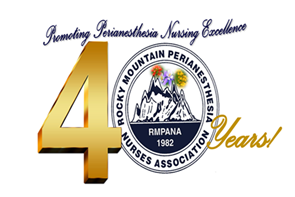 Promoting Perianesthesia Nursing Excellence
40 Years!
ROCKY MOUNTAIN PERIANESTHESIA
RMPANA
1982
NURSES ASSOCIATION